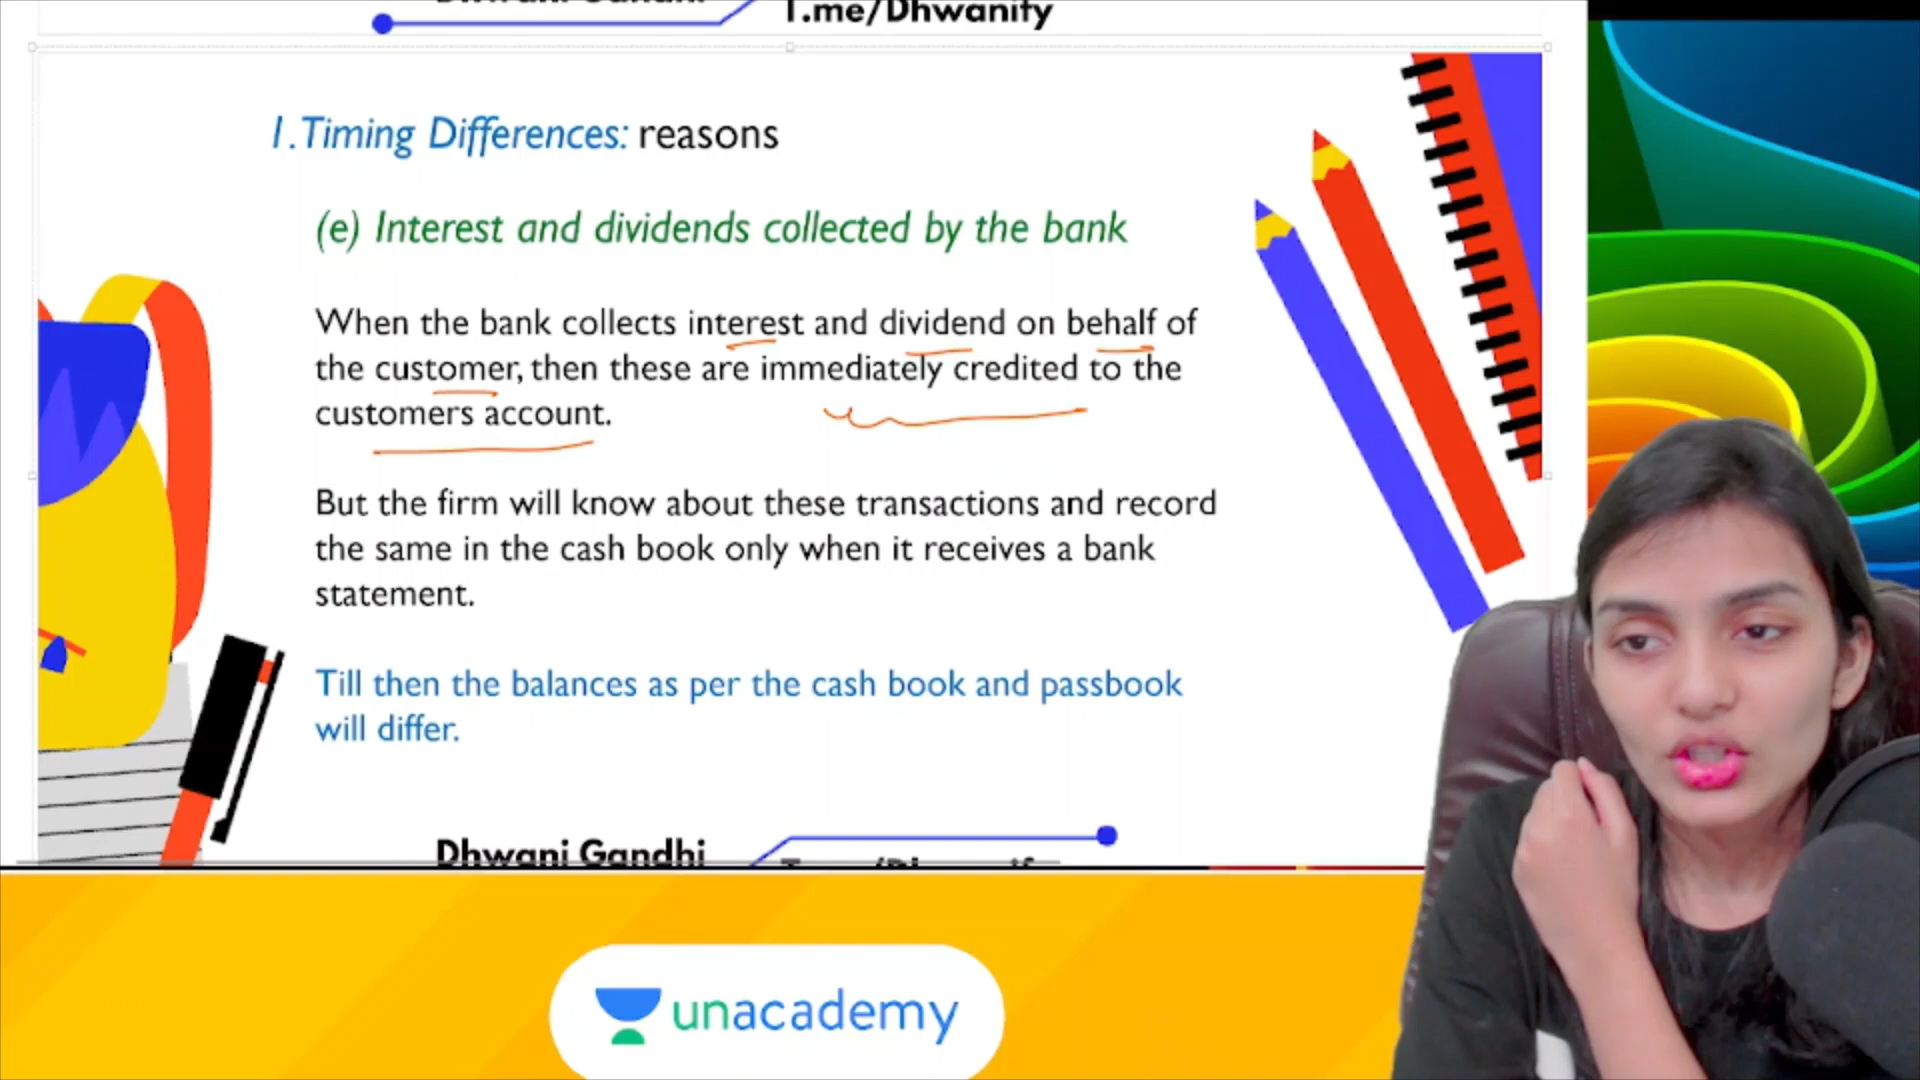 T.me/Dhwanify
1.Timing Differences: reasons
(e) Interest and dividends collected by the bank
When the bank collects interest and dividend on behalf of
the customer, then these are immediately credited to the
customers account.
But the firm will know about these transactions and record
the same in the cash book only when it receives a bank
statement.
Till then the balances as per the cash book and passbook
will differ.
Dhwani Gandhi
unacademy